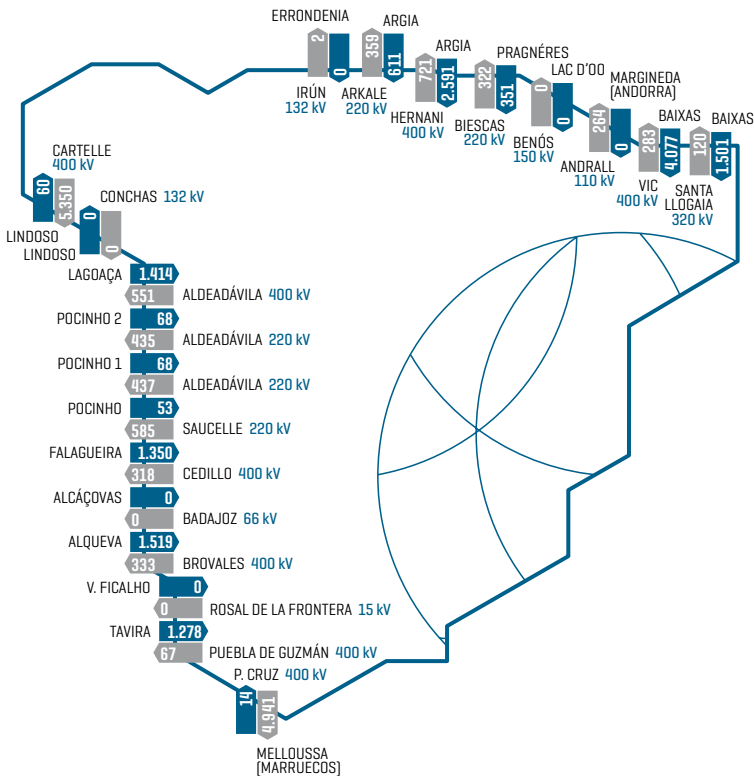 ERRONDENIA
2
0
IRÚN
132 kV
ARGIA
359
611
ARKALE
220 kV
ARGIA
721
2.591
HERNANI
400 kV
PRAGNÉRES
322
351
BIESCAS
220 kV
LAC D'OO
0
0
BENÓS
150 kV
MARGINEDA
(ANDORRA)
264
0
ANDRALL
110 kV
BAIXAS
283
4.077
VIC
400 kV
BAIXAS
120
1.501
SANTA
LLOGAIA
320 kV
CARTELLE
400 kV
60
5.350
LINDOSO
CONCHAS 132 kV
0
0
LINDOSO
LAGOAÇA 1.414
551 ALDEADÁVILA 400 kV
POCINHO 2 68
435 ALDEADÁVILA 220 kV
POCINHO 1 68
437 ALDEADÁVILA 220 kV
POCINHO 53
585 SAUCELLE 220 kV
FALAGUEIRA 1.350
318 CEDILLO 400 kV
ALCÁÇOVAS 0
0 BADAJOZ 66 kV
ALQUEVA 1.519
333 BROVALES 400 kV
V. FICALHO 0
0 ROSAL DE LA FRONTERA 15 kV
TAVIRA 1.278
67 PUEBLA DE GUZMÁN 400 kV
P. CRUZ 400 kV
14
4.941
MELLOUSSA
(MARRUECOS)